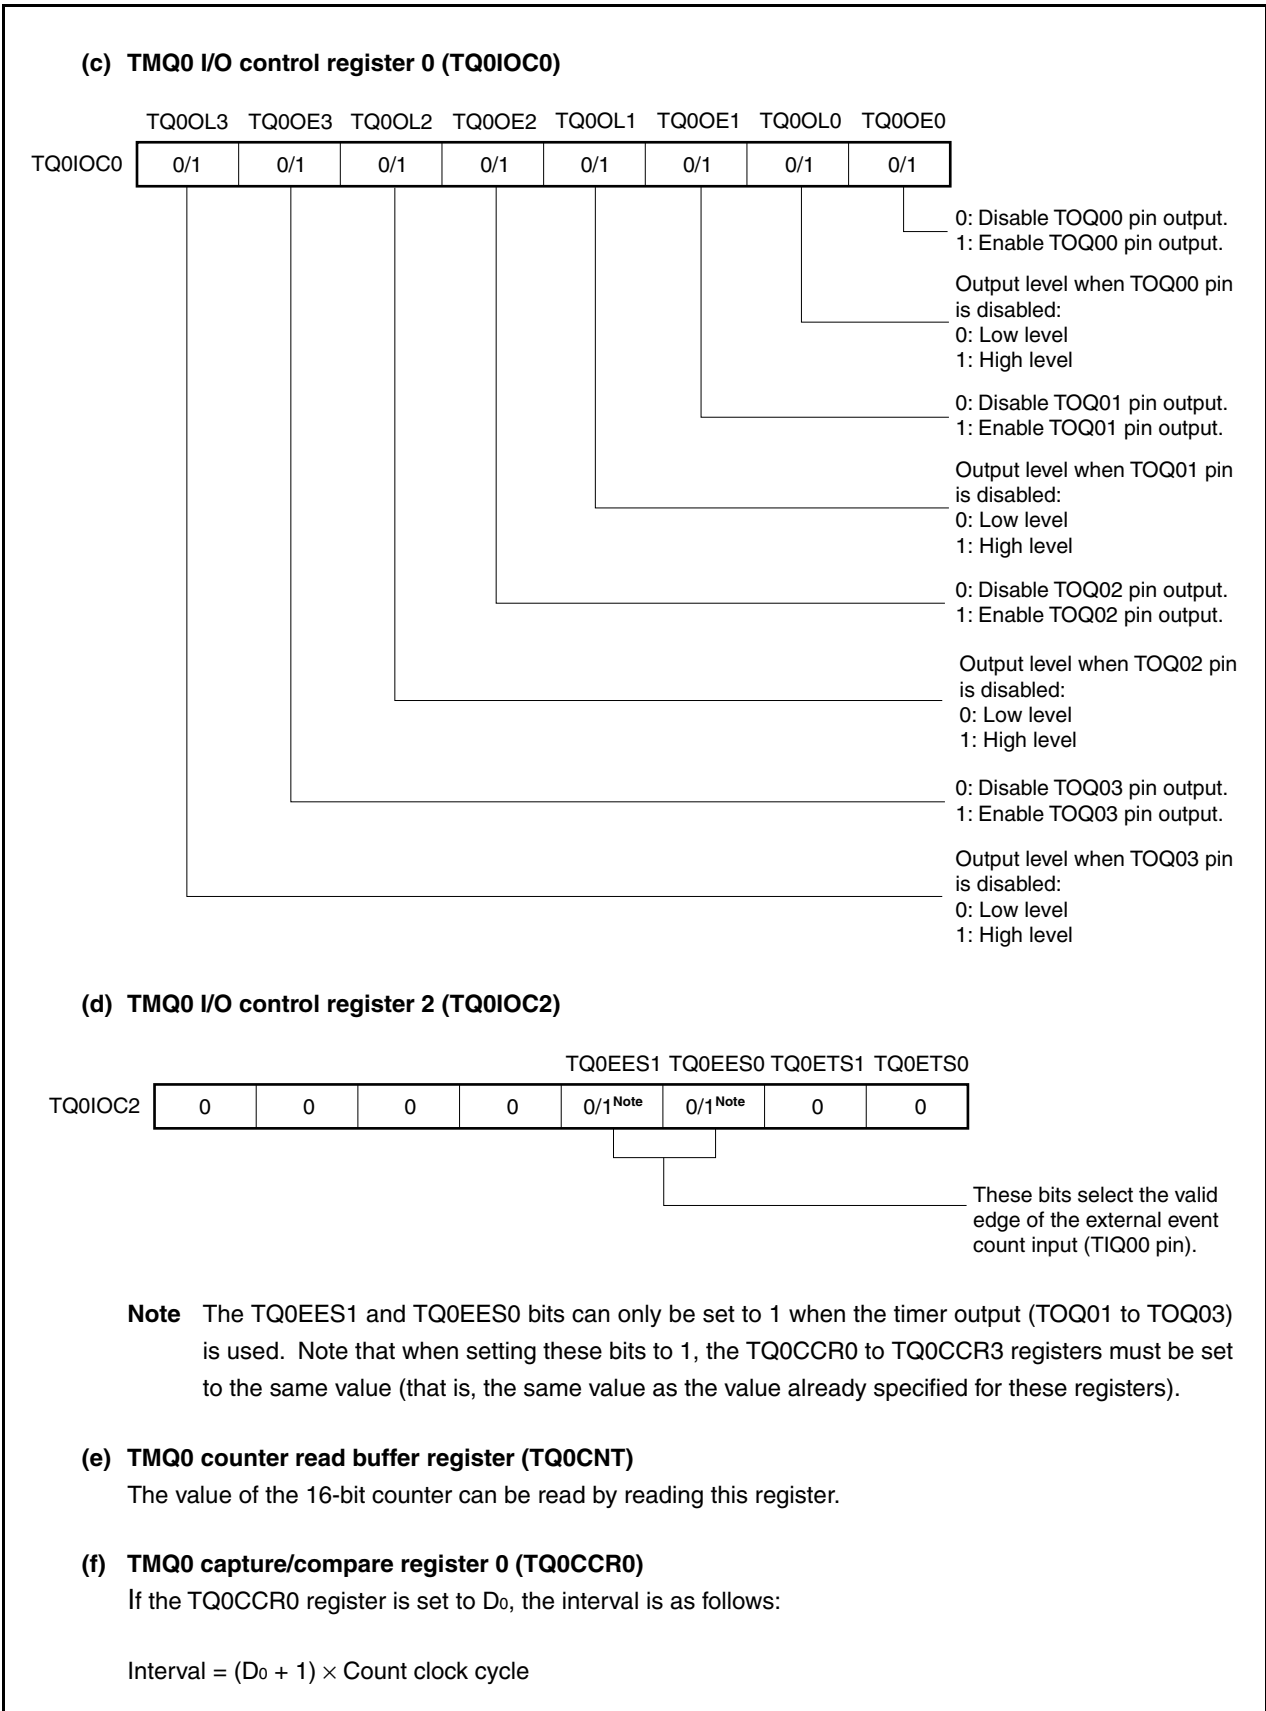 (c) TMQ0 I/O control register 0 (TQ0IOC0)
TQ0OL3 TQ0OE3 TQ0OL2 TQ0OE2 TQ0OL1 TQ0OE1 TQ0OL0 TQ0OE0
TQ0IOC0 0/1 0/1 0/1 0/1 0/1 0/1 0/1 0/1
0: Disable TOQ00 pin output.
1: Enable TOQ00 pin output.
Output level when TOQ00 pin
is disabled:
0: Low level
1: High level
0: Disable TOQ01 pin output.
1: Enable TOQ01 pin output.
Output level when TOQ01 pin
is disabled:
0: Low level
1: High level
0: Disable TOQ02 pin output.
1: Enable TOQ02 pin output.
Output level when TOQ02 pin
is disabled:
0: Low level
1: High level
0: Disable TOQ03 pin output.
1: Enable TOQ03 pin output.
Output level when TOQ03 pin
is disabled:
0: Low level
1: High level
(d) TMQ0 I/O control register 2 (TQ0IOC2)
TQ0EES1 TQ0EES0 TQ0ETS1 TQ0ETS0
TQ0IOC2 0 0 0 0 0/1Note 0/1Note 0 0
These bits select the valid
edge of the external event
count input (TIQ00 pin).
Note The TQ0EES1 and TQ0EES0 bits can only be set to 1 when the timer output (TOQ01 to TOQ03)
is used. Note that when setting these bits to 1, the TQ0CCR0 to TQ0CCR3 registers must be set
to the same value (that is, the same value as the value already specified for these registers).
(e) TMQ0 counter read buffer register (TQ0CNT)
The value of the 16-bit counter can be read by reading this register.
(f) TMQ0 capture/compare register 0 (TQ0CCR0)
If the TQ0CCR0 register is set to D0, the interval is as follows:
Interval = (D0 + 1) × Count clock cycle